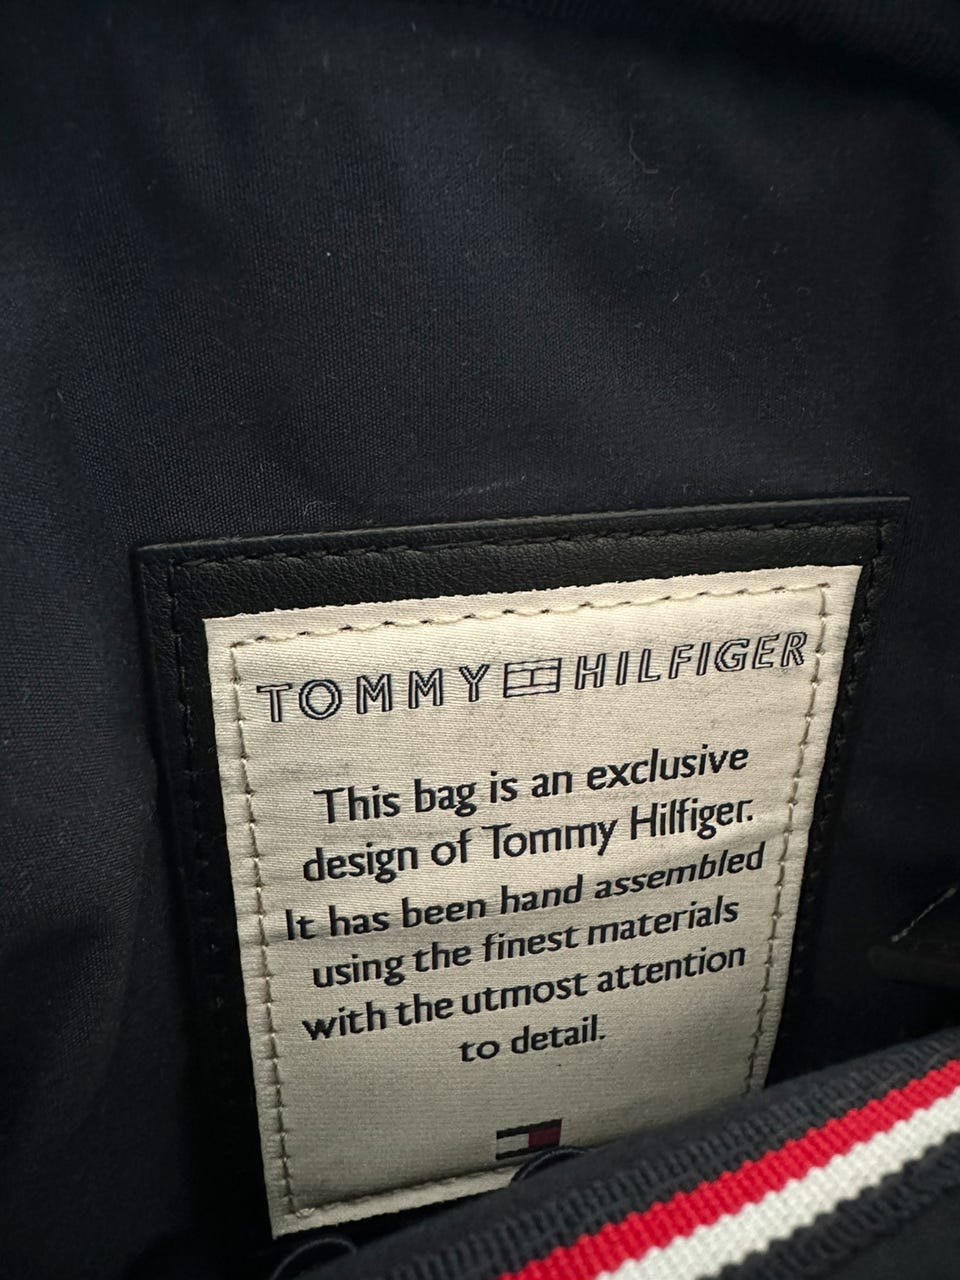 TOMMY HILFIGER
This bag is an exclusive
design of Tommy Hilfiger.
It has been hand assembled
using the finest materials
with the utmost attention
to detail.